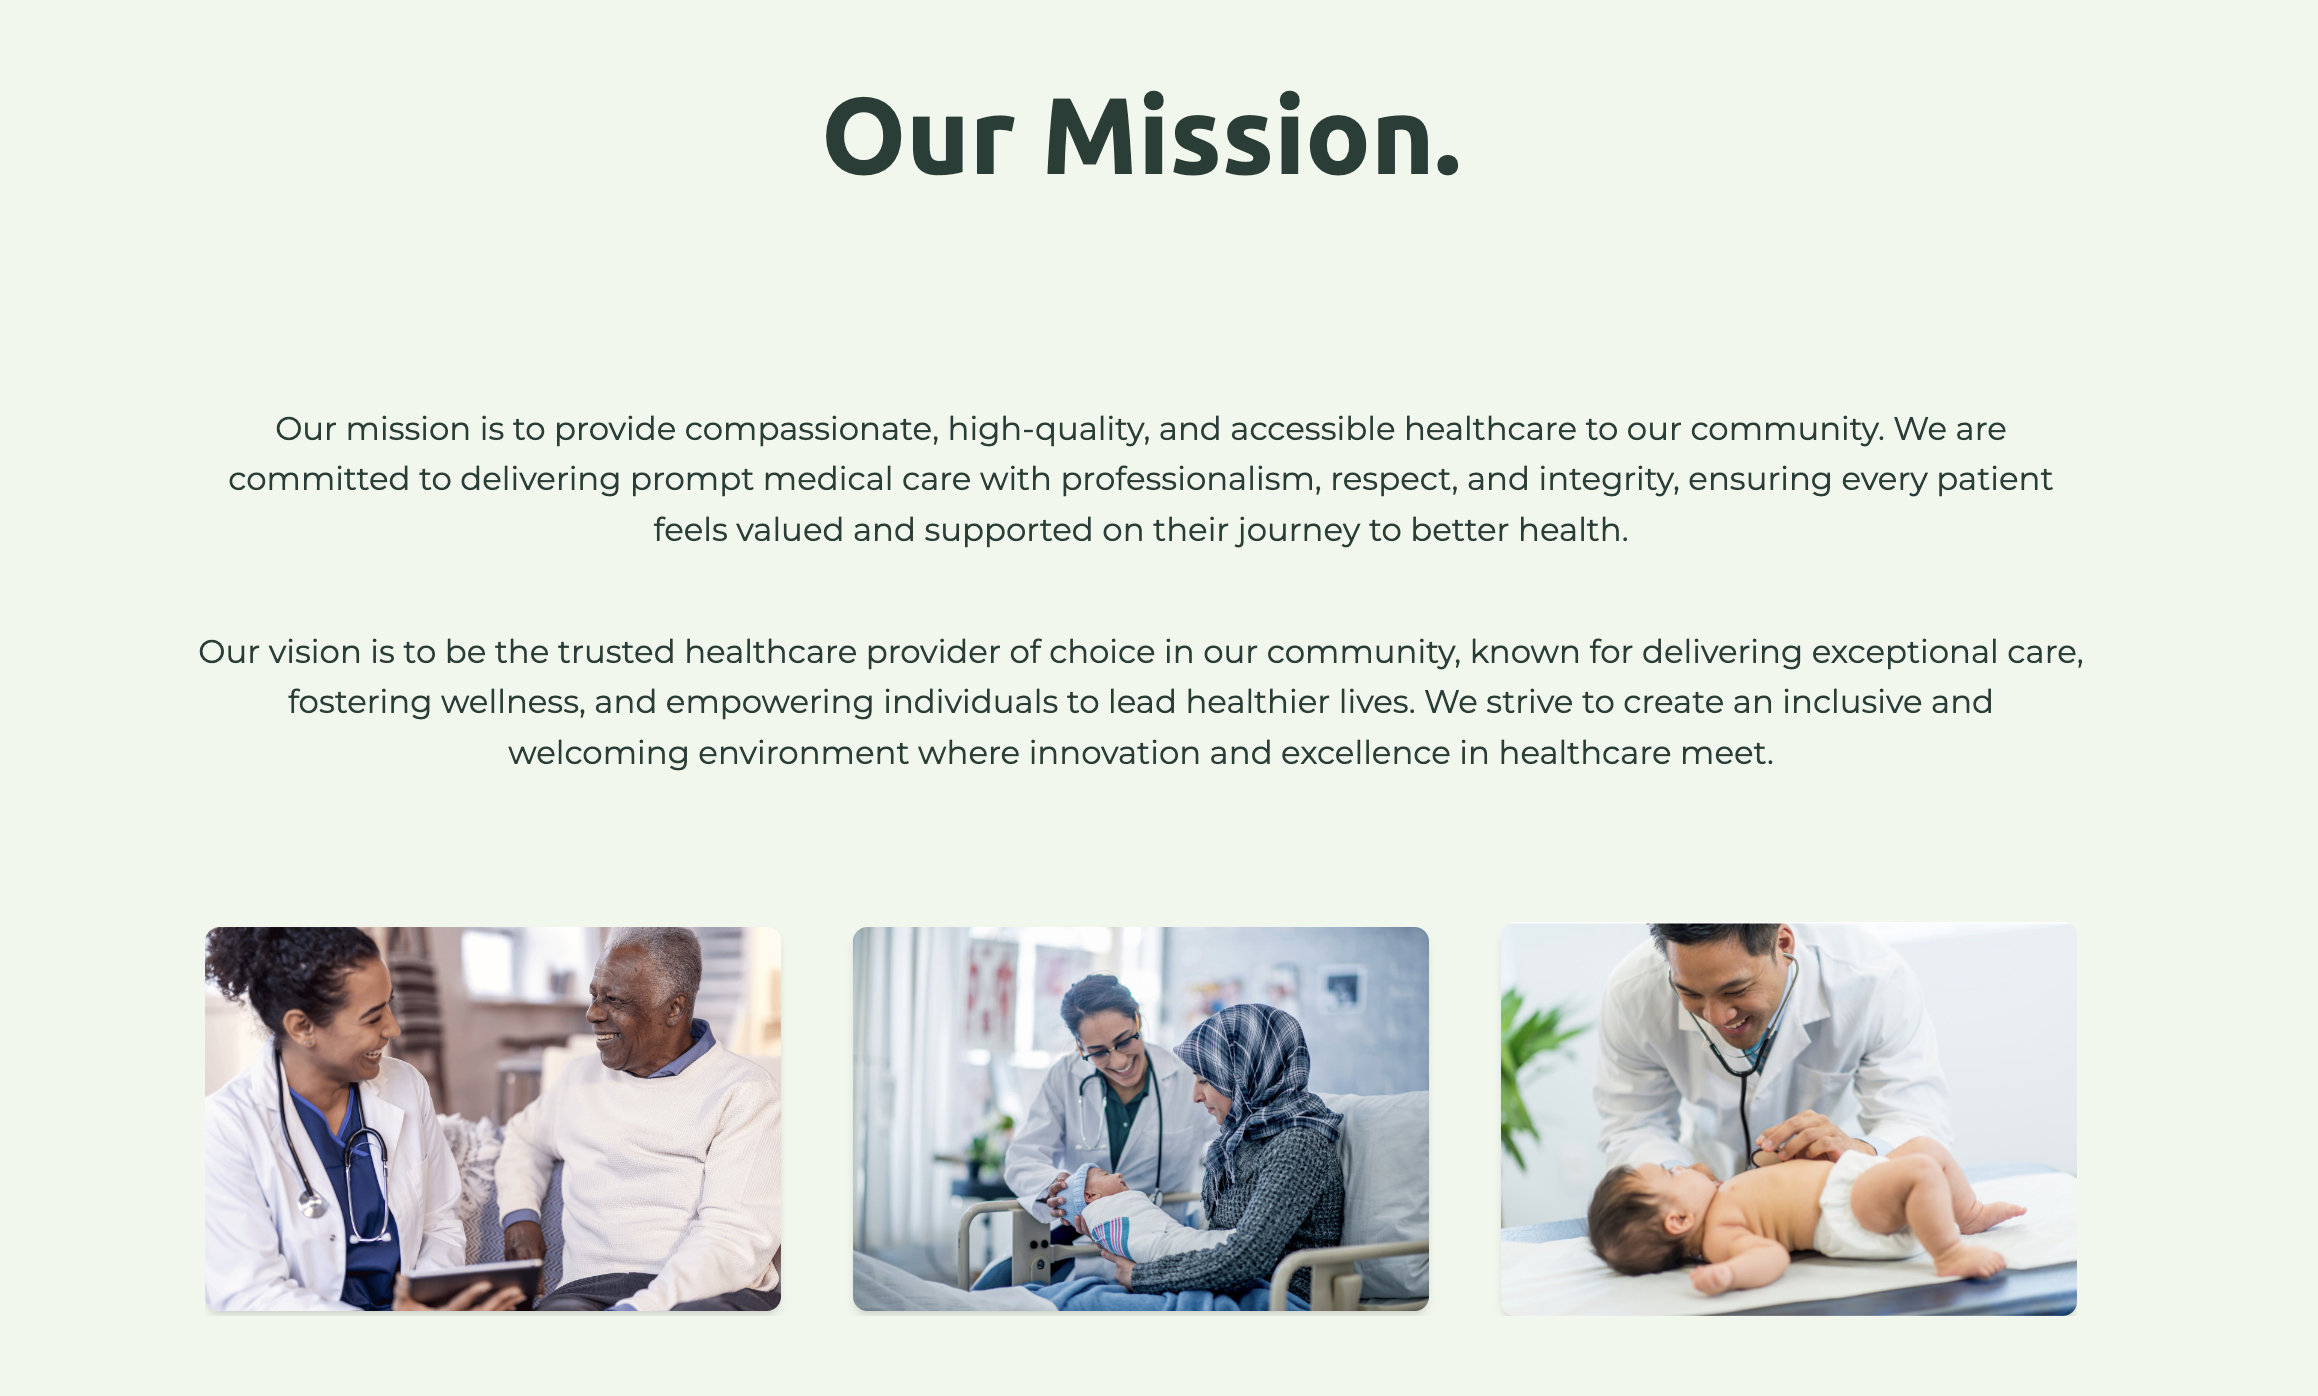 Our Mission.
Our mission is to provide compassionate, high-quality, and accessible healthcare to our community. We are
committed to delivering prompt medical care with professionalism, respect, and integrity, ensuring every patient
feels valued and supported on their journey to better health.
Our vision is to be the trusted healthcare provider of choice in our community, known for delivering exceptional care,
fostering wellness, and empowering individuals to lead healthier lives. We strive to create an inclusive and
welcoming environment where innovation and excellence in healthcare meet.